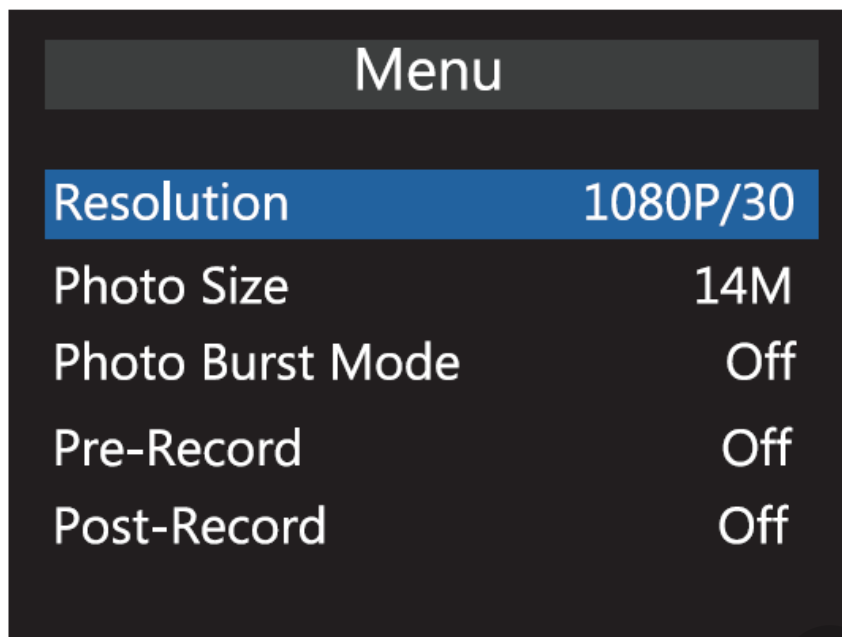 Menu
Resolution 1080P/30
Photo Size 14M
Photo Burst Mode Off
Pre-Record Off
Post-Record Off